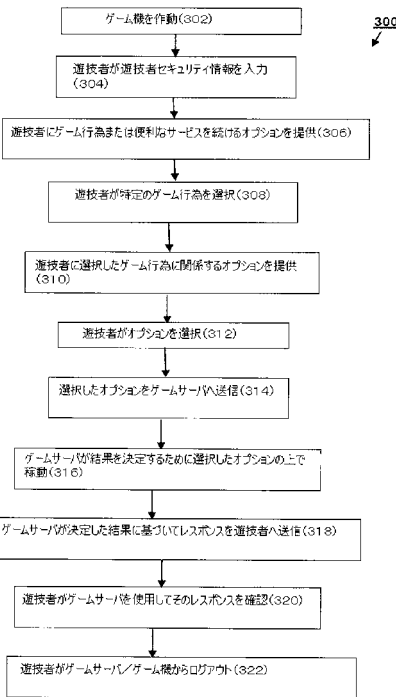 ゲーム機を作動(302)
300
遊技者が遊技者セキュリティ情報を入力
(304)
遊技者にゲーム行為または便利なサービスを続けるオプションを提供(306)
遊技者が特定のゲーム行為を選択(308)
遊技者に選択したゲーム行為に関係するオプションを提供
(310)
遊技者がオプションを選択(312)
選択したオプションをゲームサーバへ送信(314)
ゲームサーバが結果を決定するために選択したオプションの上で
稼動(316)
ゲームサーバが決定した結果に基づいてレスポンスを遊技者へ送信(318)
遊技者がゲームサーバを使用してそのレスポンスを確認(320)
遊技者がゲームサーバ/ゲーム機からログアウト(322)